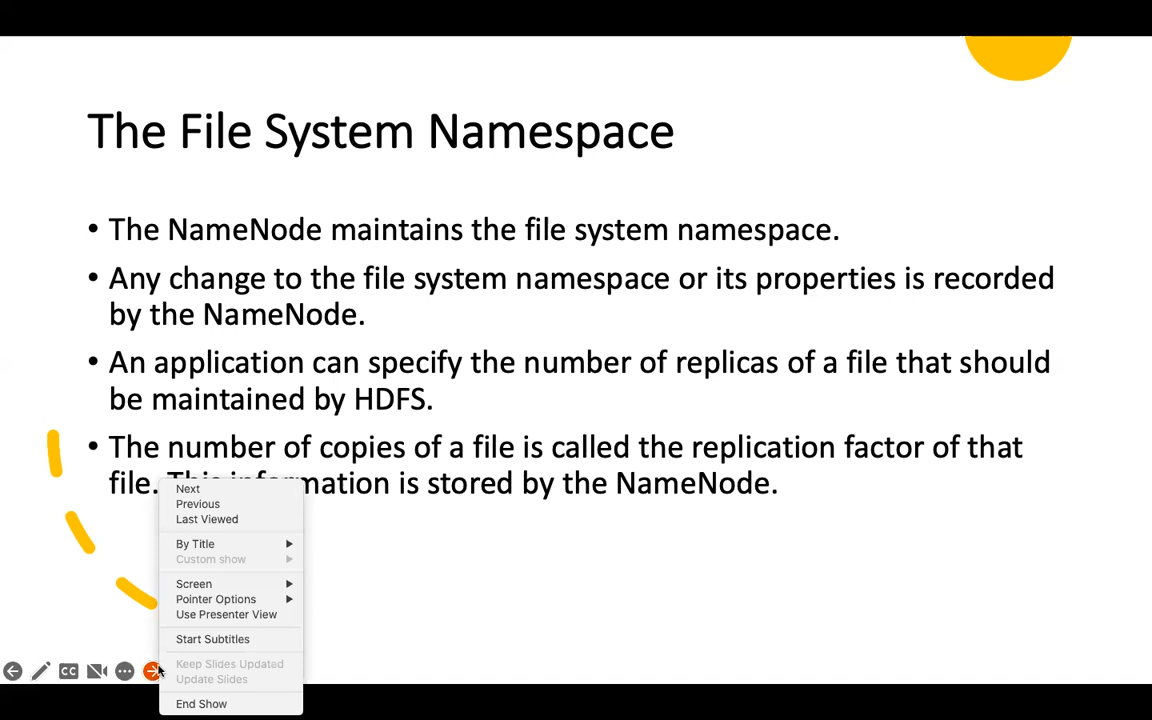 The File System Namespace
• The NameNode maintains the file system namespace.
• Any change to the file system namespace or its properties is recorded
by the NameNode.
• An application can specify the number of replicas of a file that should
be maintained by HDFS.
• The number of copies of a file is called the replication factor of that
file. This information is stored by the NameNode.
Next
Previous
Last Viewed
By Title
Custom show
Screen
Pointer Options
Use Presenter View
Start Subtitles
Keep Slides Updated
Update Slides
End Show
CC